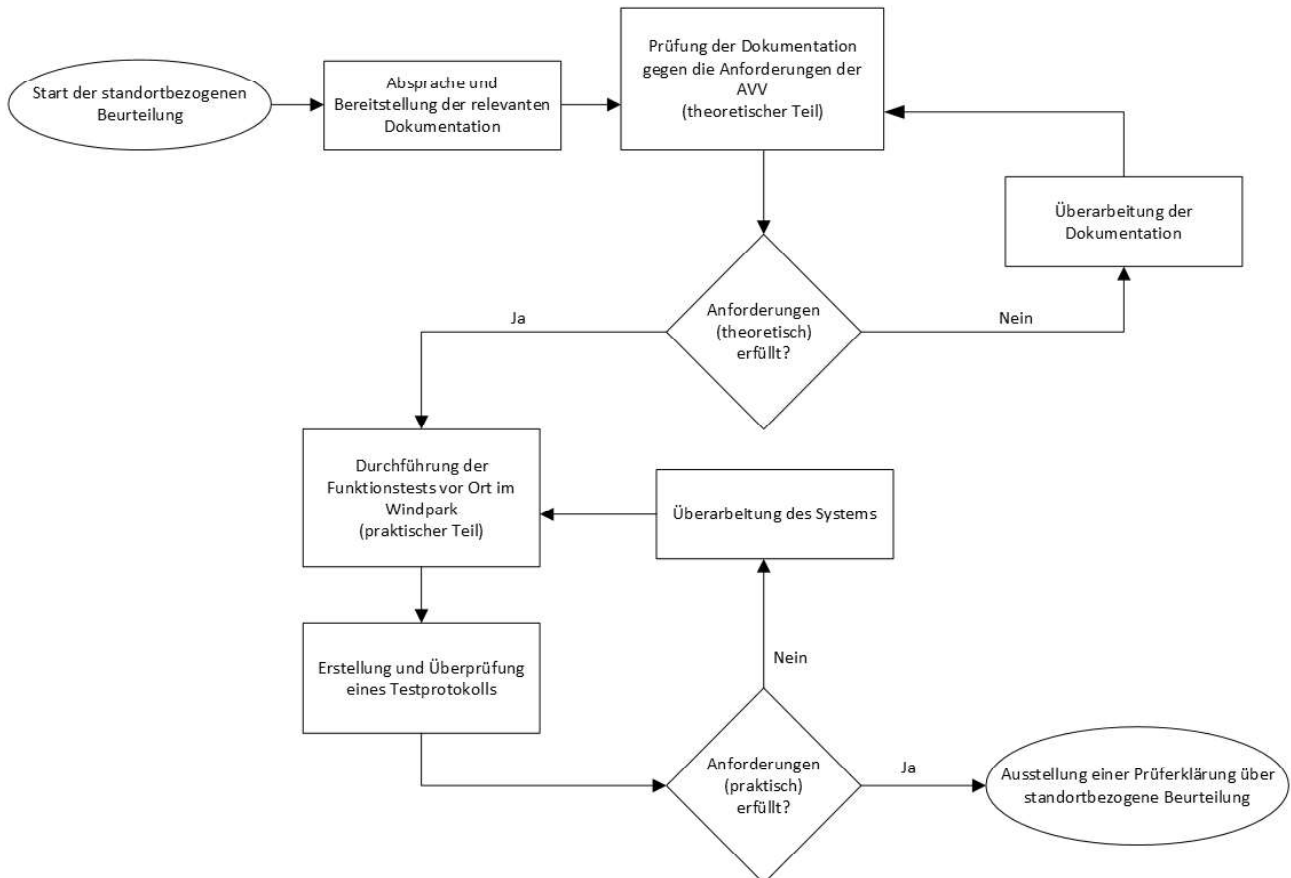 Start der standortbezogenen
Beurteilung
Absprache und
Bereitstellung der relevanten
Dokumentation
Prüfung der Dokumentation
gegen die Anforderungen der
AVV
(theoretischer Teil)
Überarbeitung der
Dokumentation
Anforderungen
(theoretisch)
erfüllt?
Ja
Nein
Durchführung der
Funktionstests vor Ort im
Windpark
(praktischer Teil)
Überarbeitung des Systems
Erstellung und Überprüfung
eines Testprotokolls
Nein
Anforderungen
(praktisch)
erfüllt?
Ja
Ausstellung einer Prüferklärung über
standortbezogene Beurteilung